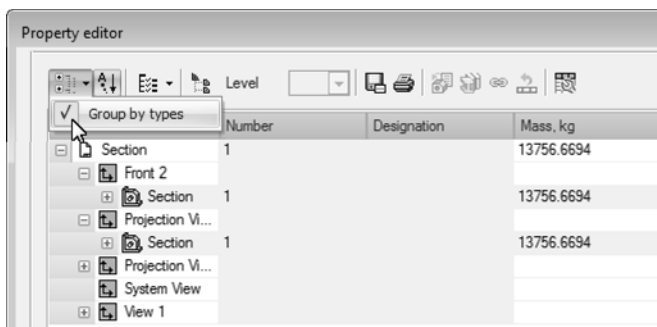 Property editor
Level
Group by types
Number Designation Mass, kg
Section 1 13756.6694
Front 2
Section 1 13756.6694
Projection Vi...
Section 1 13756.6694
Projection Vi...
System View
View 1